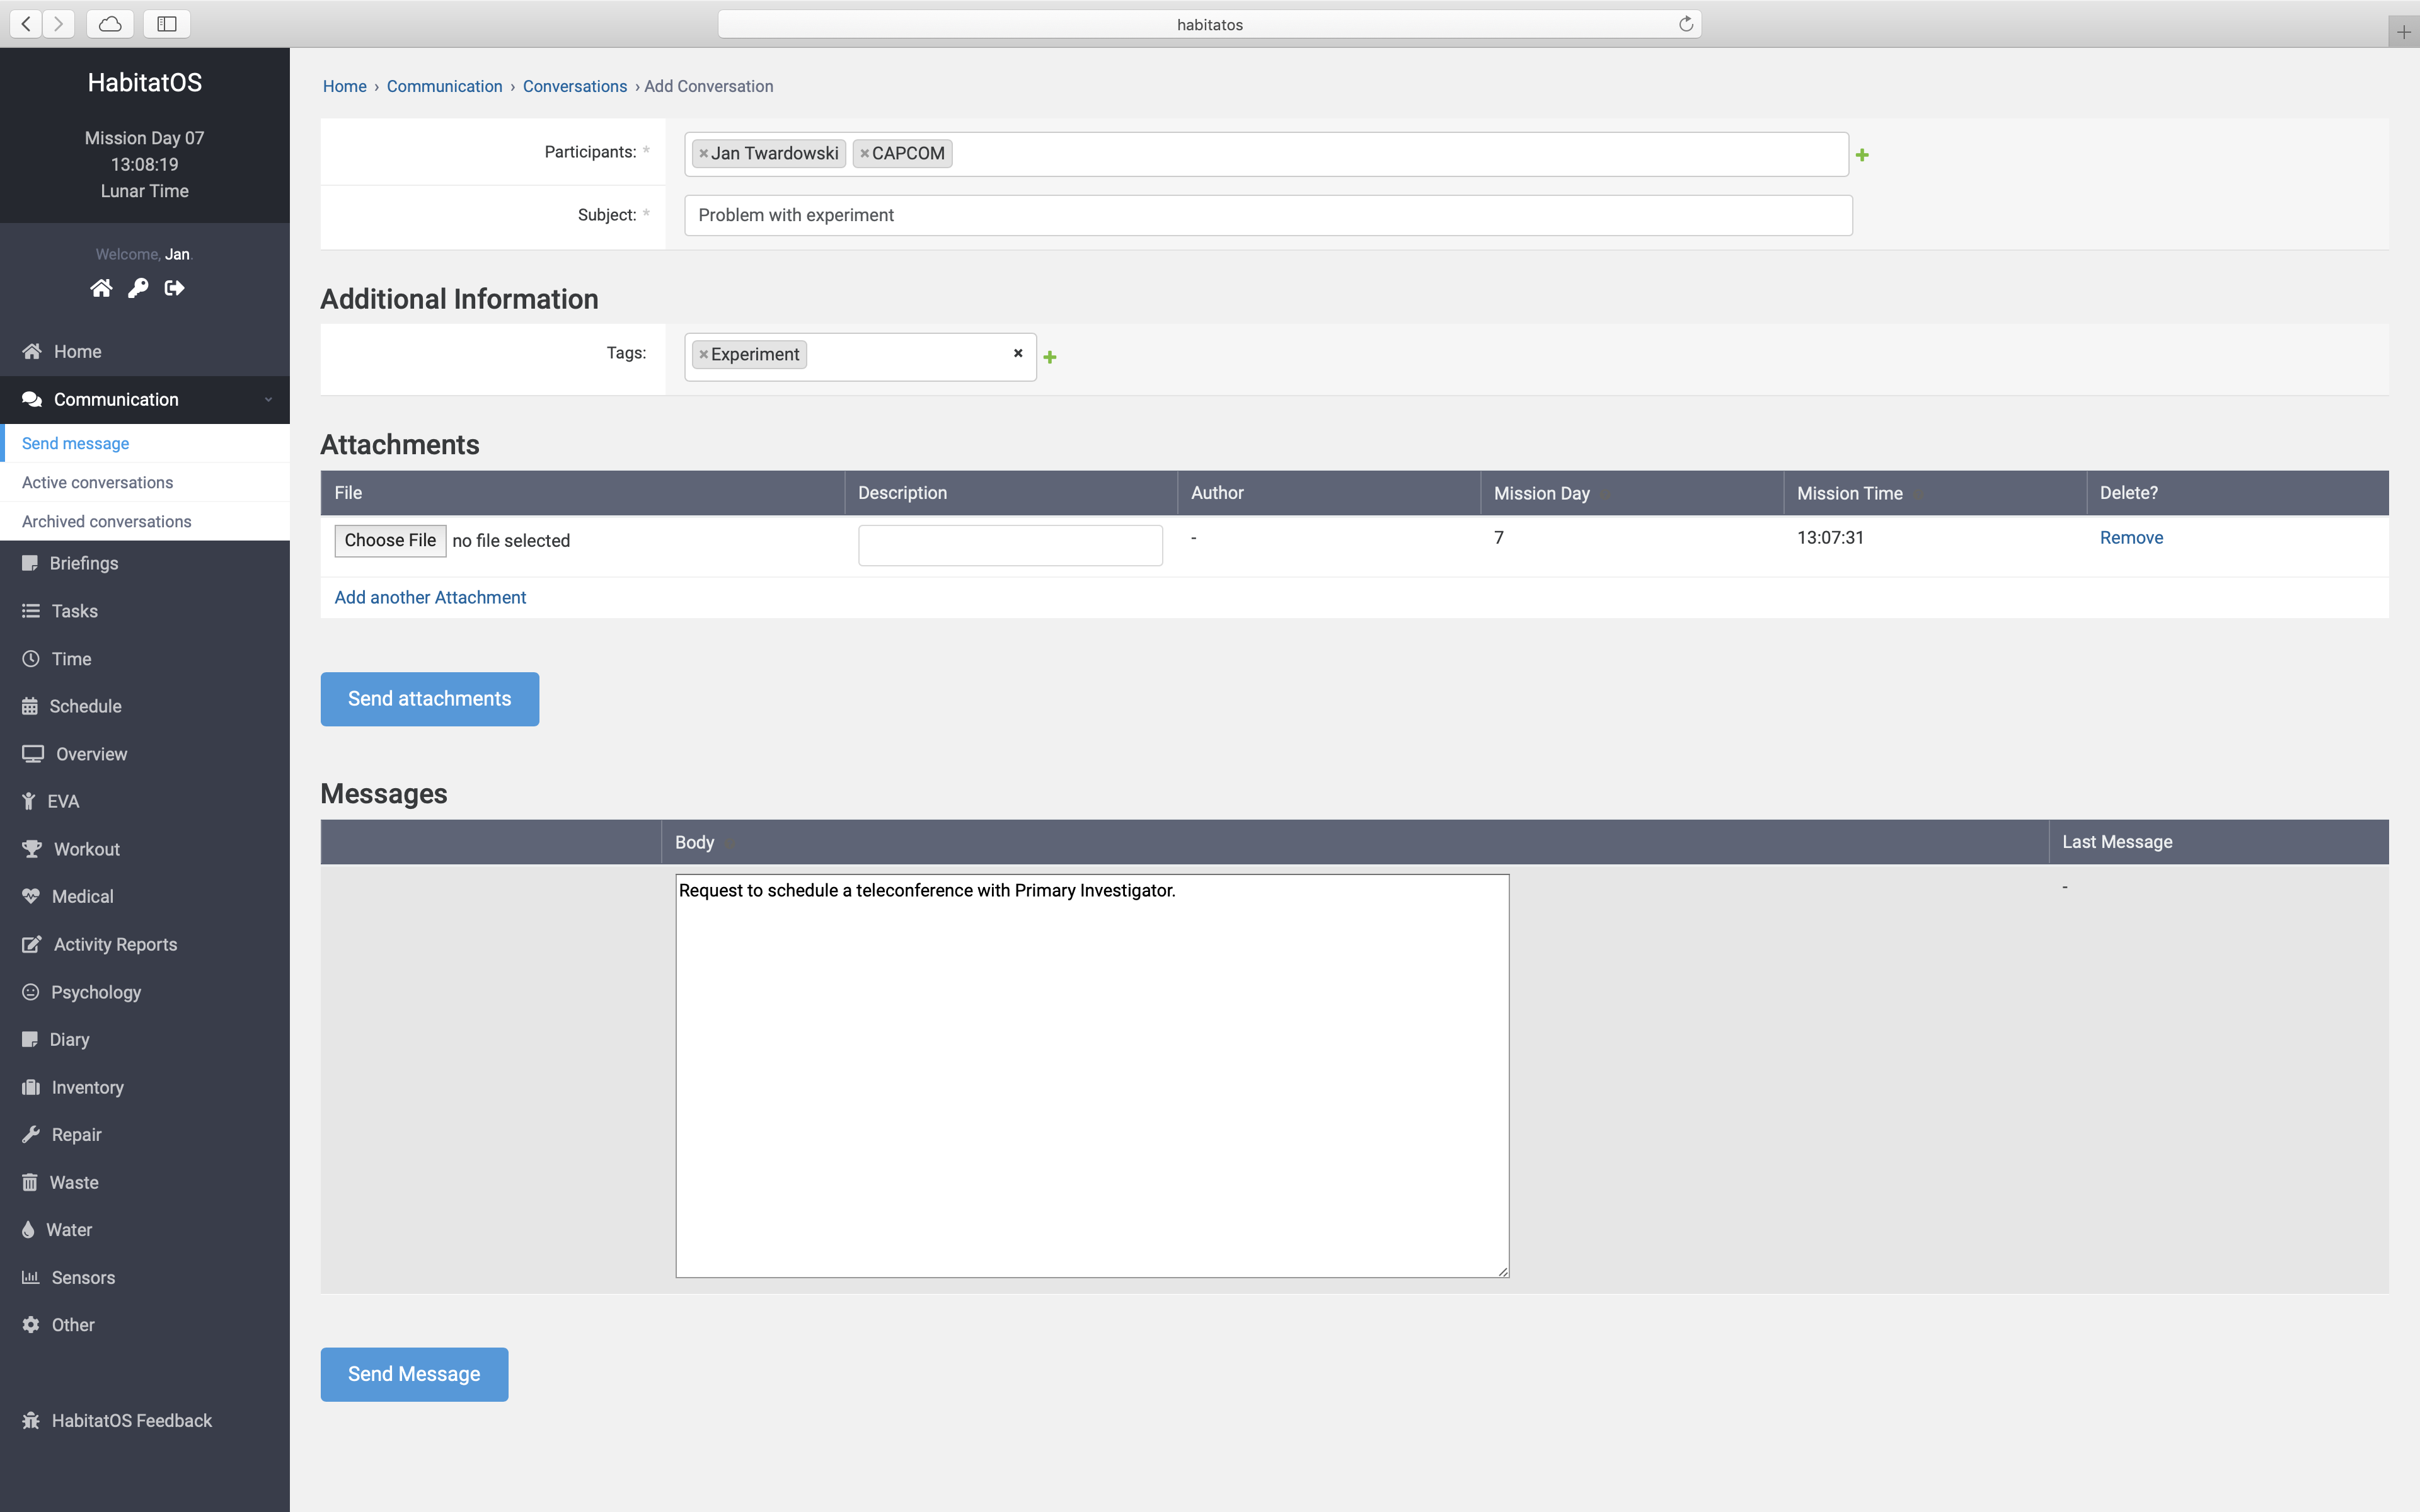 habitatos
HabitatOS
Mission Day 07
13:08:19
Lunar Time
Welcome, Jan.
Home
Communication
Send message
Active conversations
Archived conversations
Briefings
Tasks
Time
Schedule
Overview
EVA
Workout
Medical
Activity Reports
Psychology
Diary
Inventory
Repair
Waste
Water
Sensors
Other
HabitatOS Feedback
Home › Communication › Conversations › Add Conversation
Participants: * ×Jan Twardowski ×CAPCOM
Subject: * Problem with experiment
Additional Information
Tags: ×Experiment ×
Attachments
File Description Author Mission Day Mission Time Delete?
Choose File no file selected - 7 13:07:31 Remove
Add another Attachment
Send attachments
Messages
Body Last Message
Request to schedule a teleconference with Primary Investigator. -
Send Message